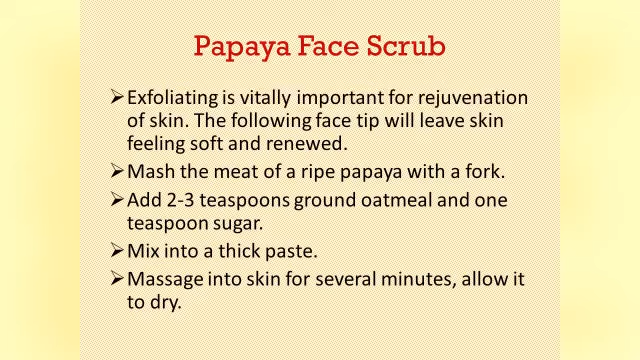 Papaya Face Scrub
➢Exfoliating is vitally important for rejuvenation
of skin. The following face tip will leave skin
feeling soft and renewed.
➢Mash the meat of a ripe papaya with a fork.
➢Add 2-3 teaspoons ground oatmeal and one
teaspoon sugar.
➢Mix into a thick paste.
➢Massage into skin for several minutes, allow it
to dry.